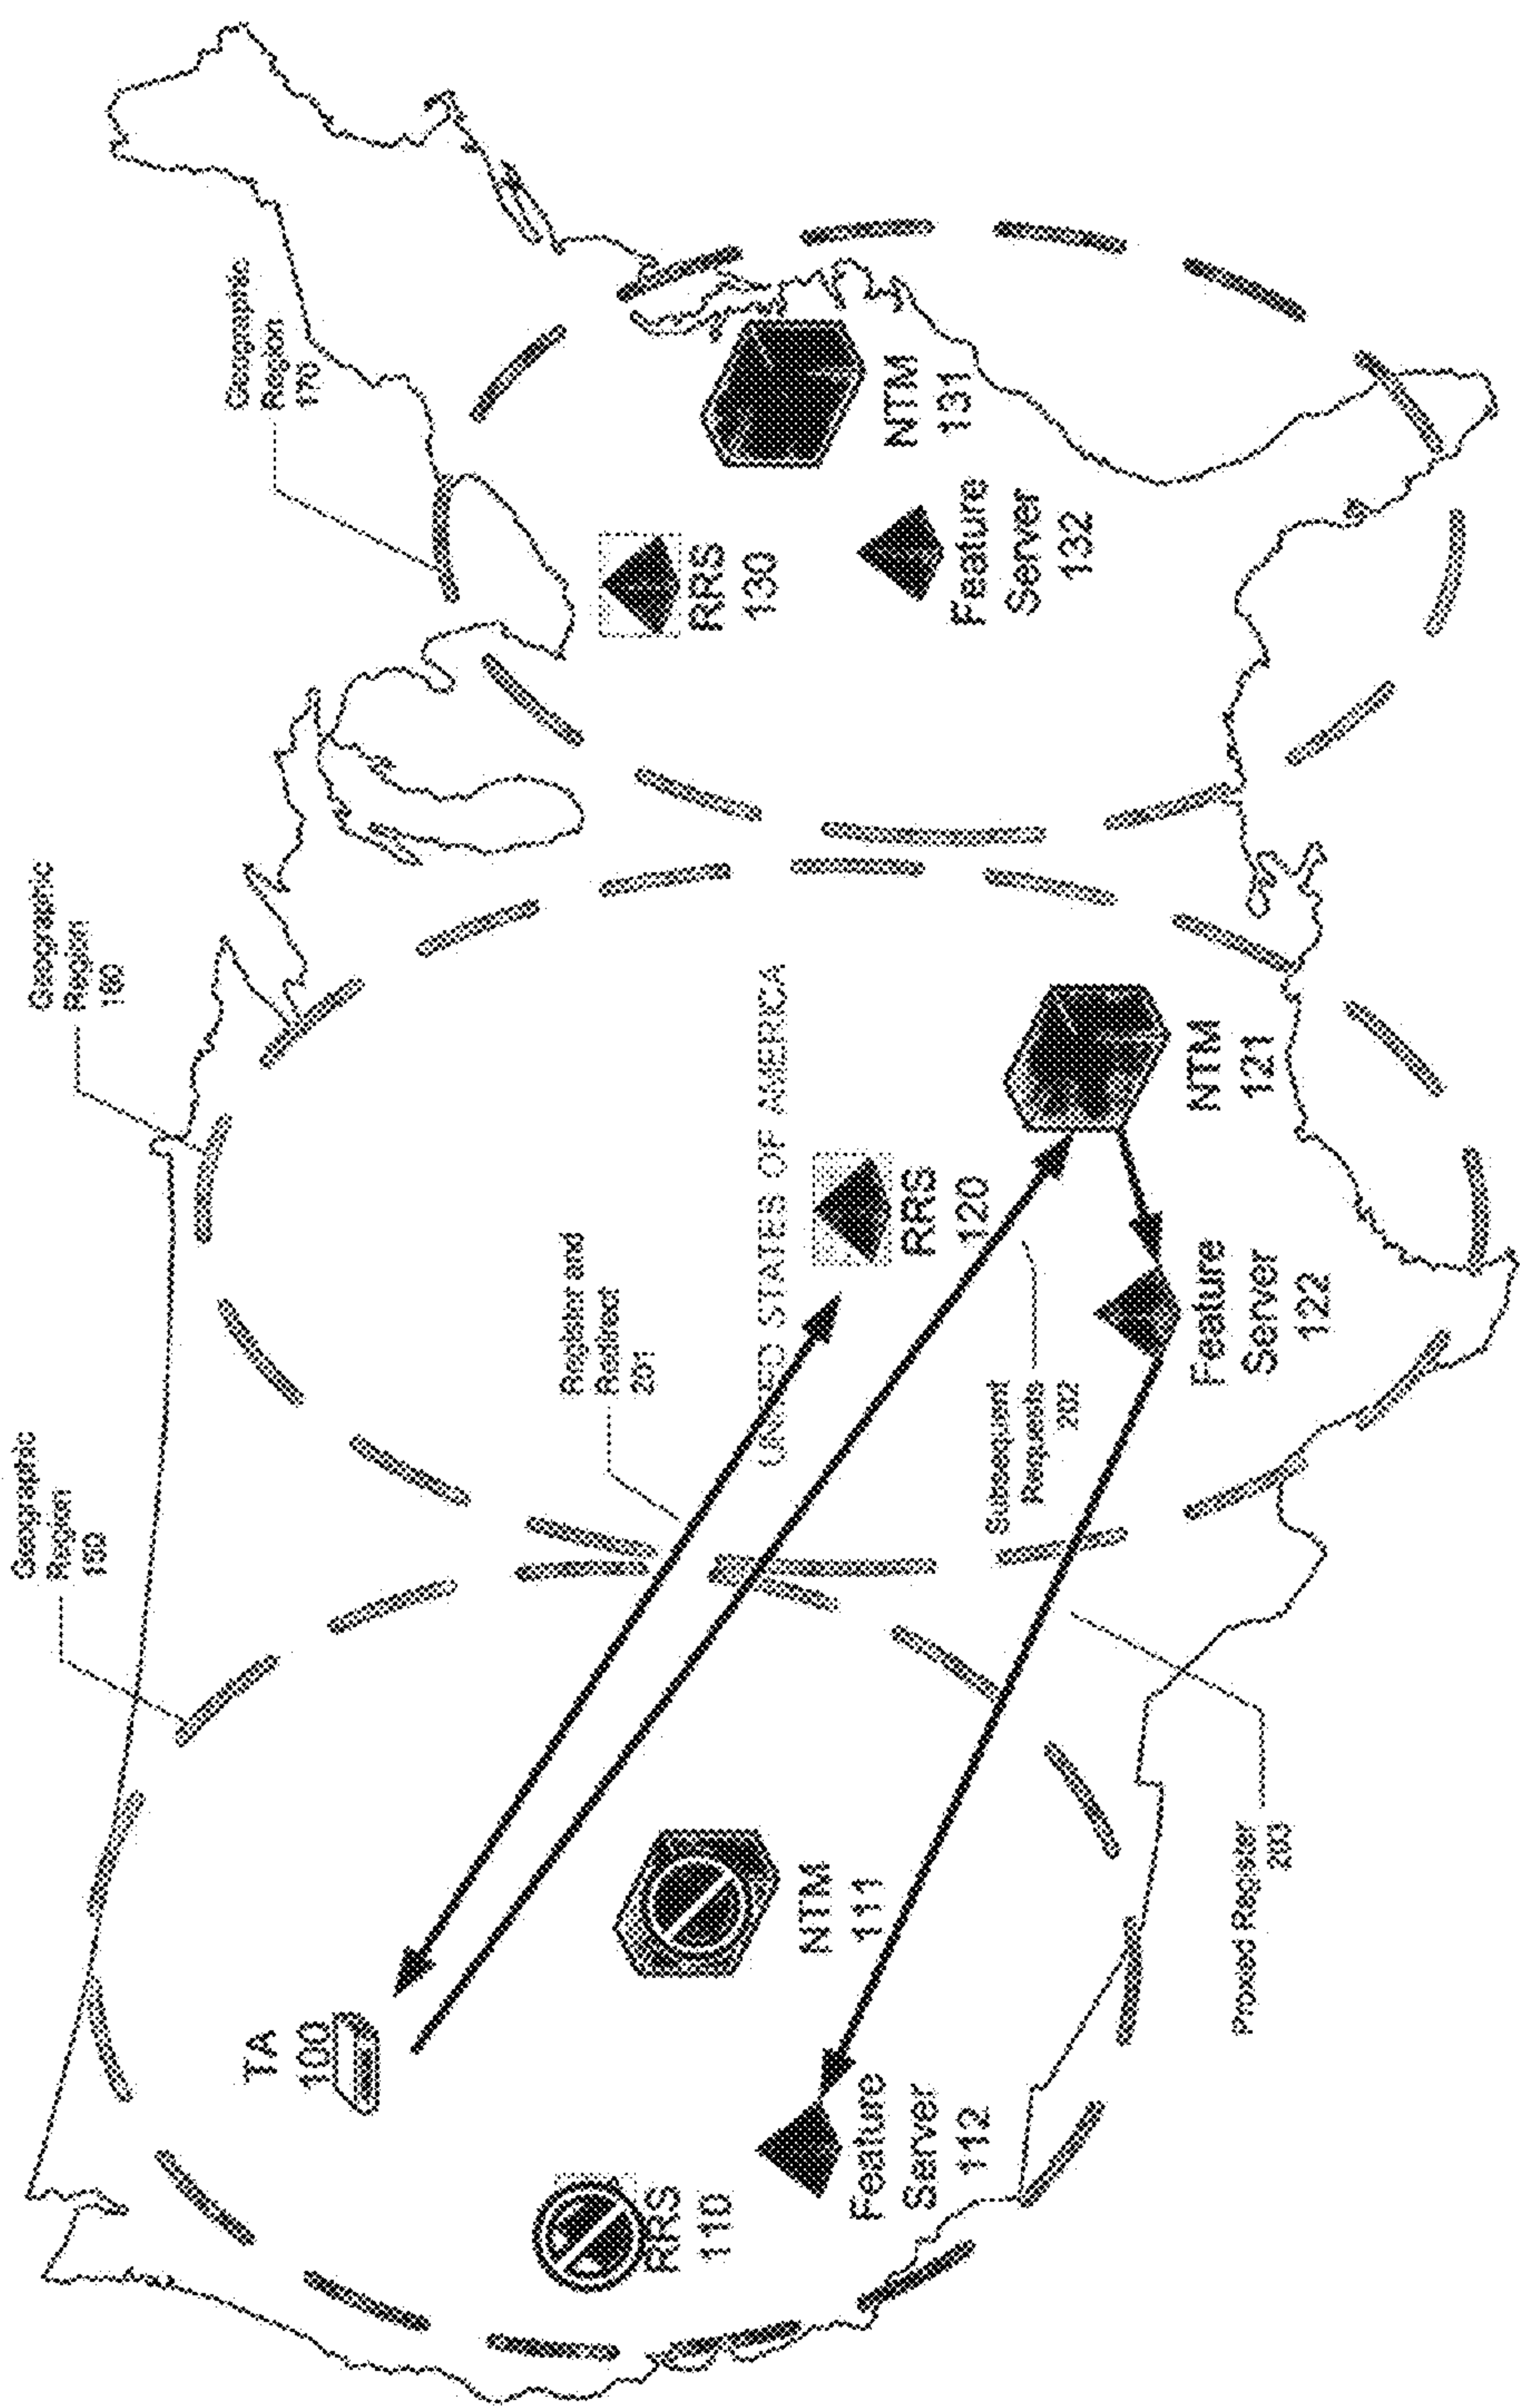 Geographic
Region
150
Geographic
Region
160
Geographic
Region
170
TA
100
Register and
Redirect
201
UNITED STATES OF AMERICA
RRS
110
NTM
111
Feature
Server
112
RRS
120
NTM
121
Feature
Server
122
Subsequent
Requests
202
Proxied Register
203
RRS
130
NTM
131
Feature
Server
132